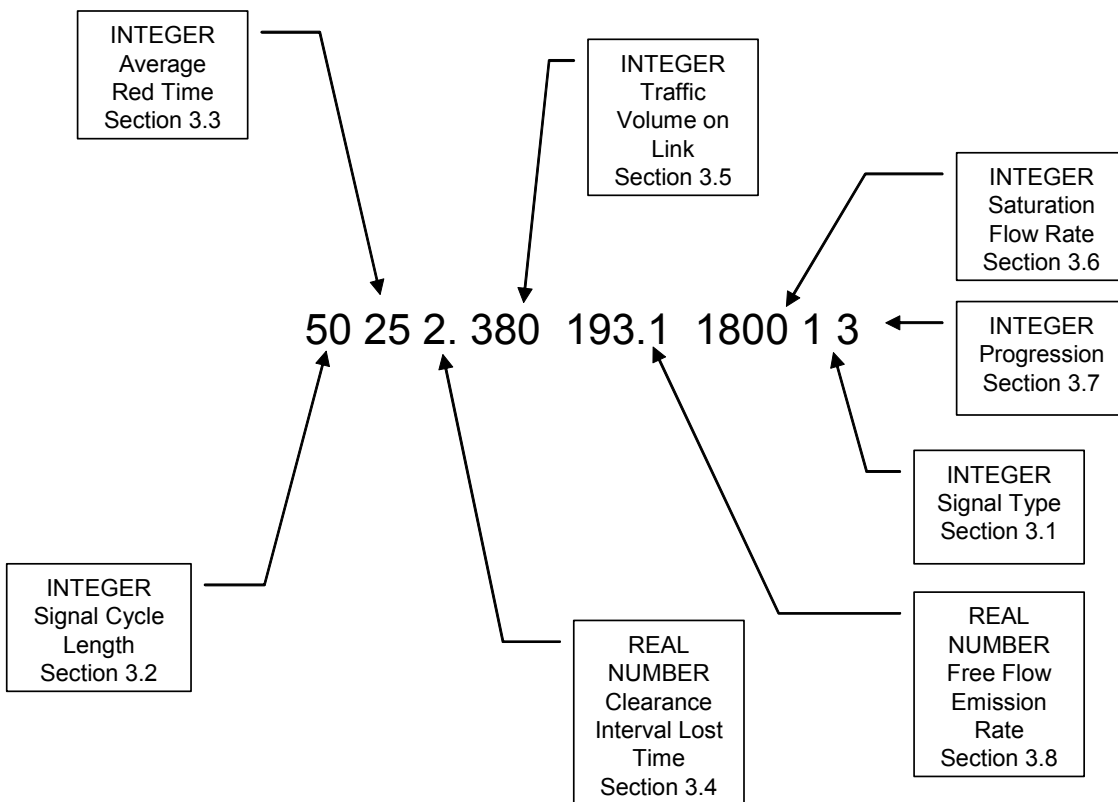 INTEGER
Average
Red Time
Section 3.3
INTEGER
Traffic
Volume on
Link
Section 3.5
INTEGER
Saturation
Flow Rate
Section 3.6
50 25 2. 380 193.1 1800 1 3
INTEGER
Progression
Section 3.7
INTEGER
Signal Type
Section 3.1
INTEGER
Signal Cycle
Length
Section 3.2
REAL
NUMBER
Clearance
Interval Lost
Time
Section 3.4
REAL
NUMBER
Free Flow
Emission
Rate
Section 3.8